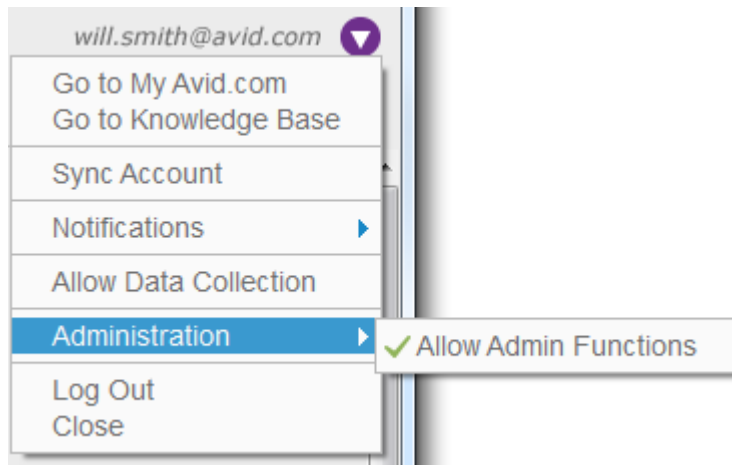 will.smith@avid.com
Go to My Avid.com
Go to Knowledge Base
Sync Account
Notifications
Allow Data Collection
Administration
Allow Admin Functions
Log Out
Close